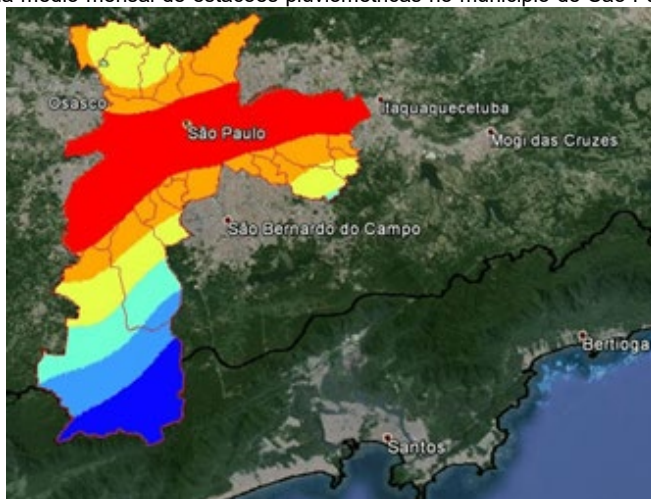 média mensal de estações pluviométricas no município de São
Osasco
Itaquaquecetuba
São Paulo
Mogi das Cruzes
São Bernardo do Campo
Bertioga
Santos